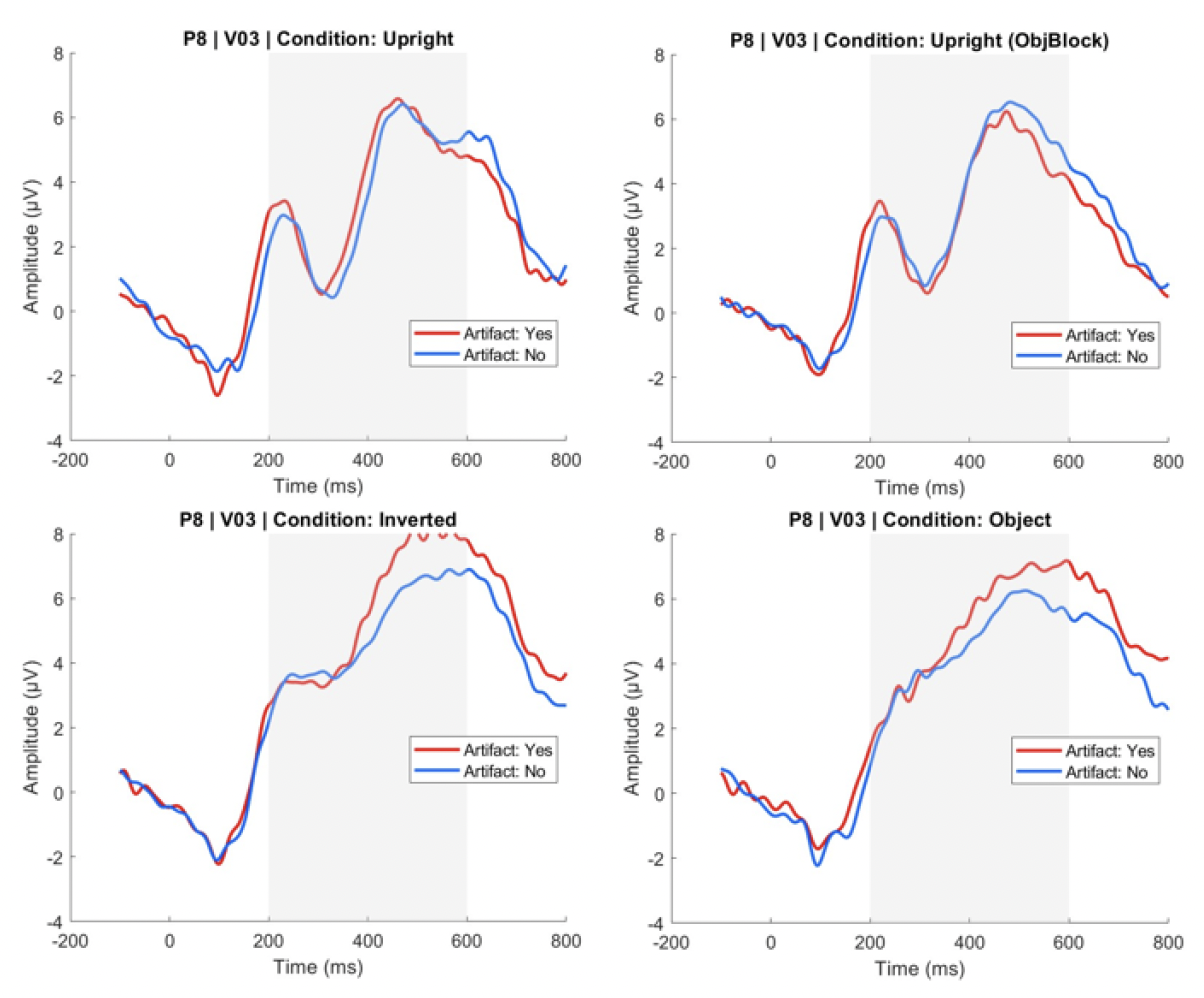 P8 | V03 | Condition: Upright
8
6
4
2
0
-2
-4
Amplitude (µV)
-200 0 200 400 600 800
Time (ms)
Artifact: Yes
Artifact: No
P8 | V03 | Condition: Upright (ObjBlock)
8
6
4
2
0
-2
-4
Amplitude (µV)
-200 0 200 400 600 800
Time (ms)
Artifact: Yes
Artifact: No
P8 | V03 | Condition: Inverted
8
6
4
2
0
-2
-4
Amplitude (µV)
-200 0 200 400 600 800
Time (ms)
Artifact: Yes
Artifact: No
P8 | V03 | Condition: Object
8
6
4
2
0
-2
-4
Amplitude (µV)
-200 0 200 400 600 800
Time (ms)
Artifact: Yes
Artifact: No